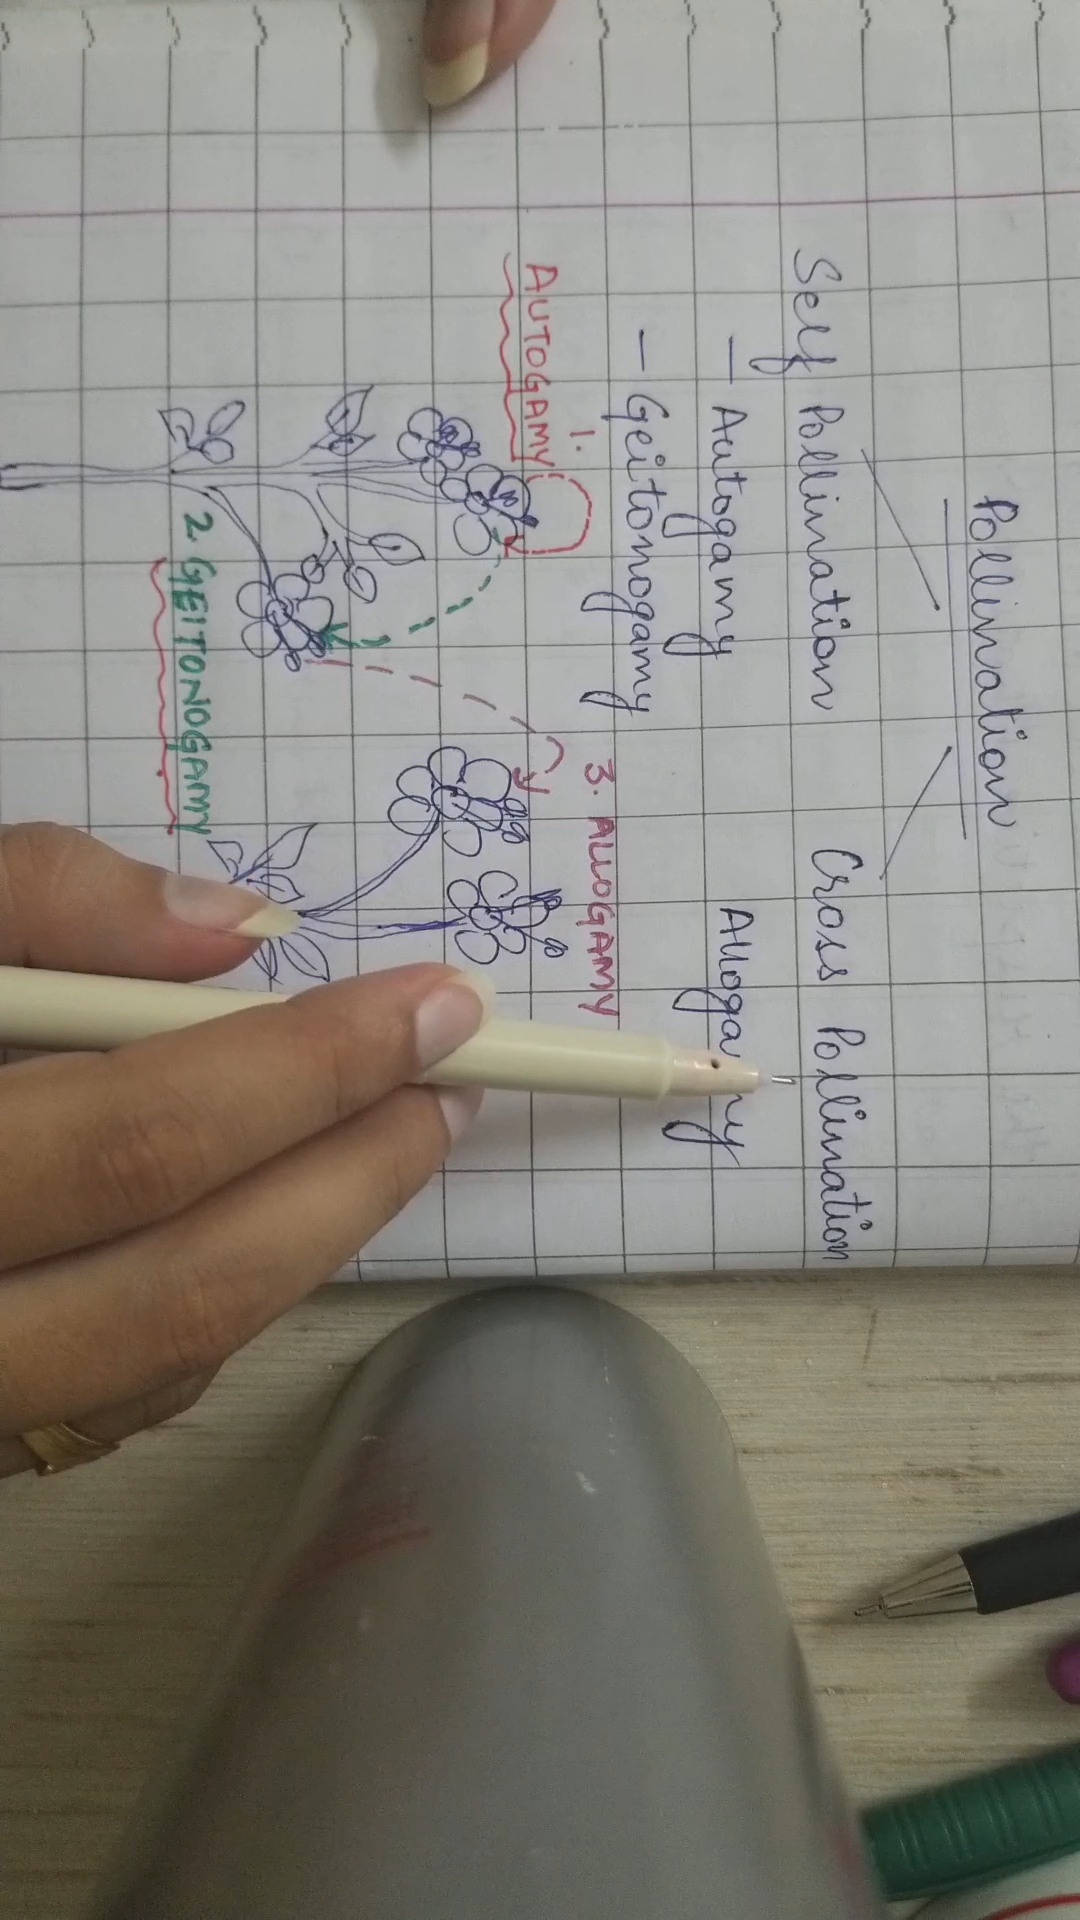 Pollination
Self Pollination
Cross Pollination
- Autogamy
- Geitonogamy
Allogamy
1.
AUTOGAMY
3. ALLOGAMY
2 GEITONOGAMY